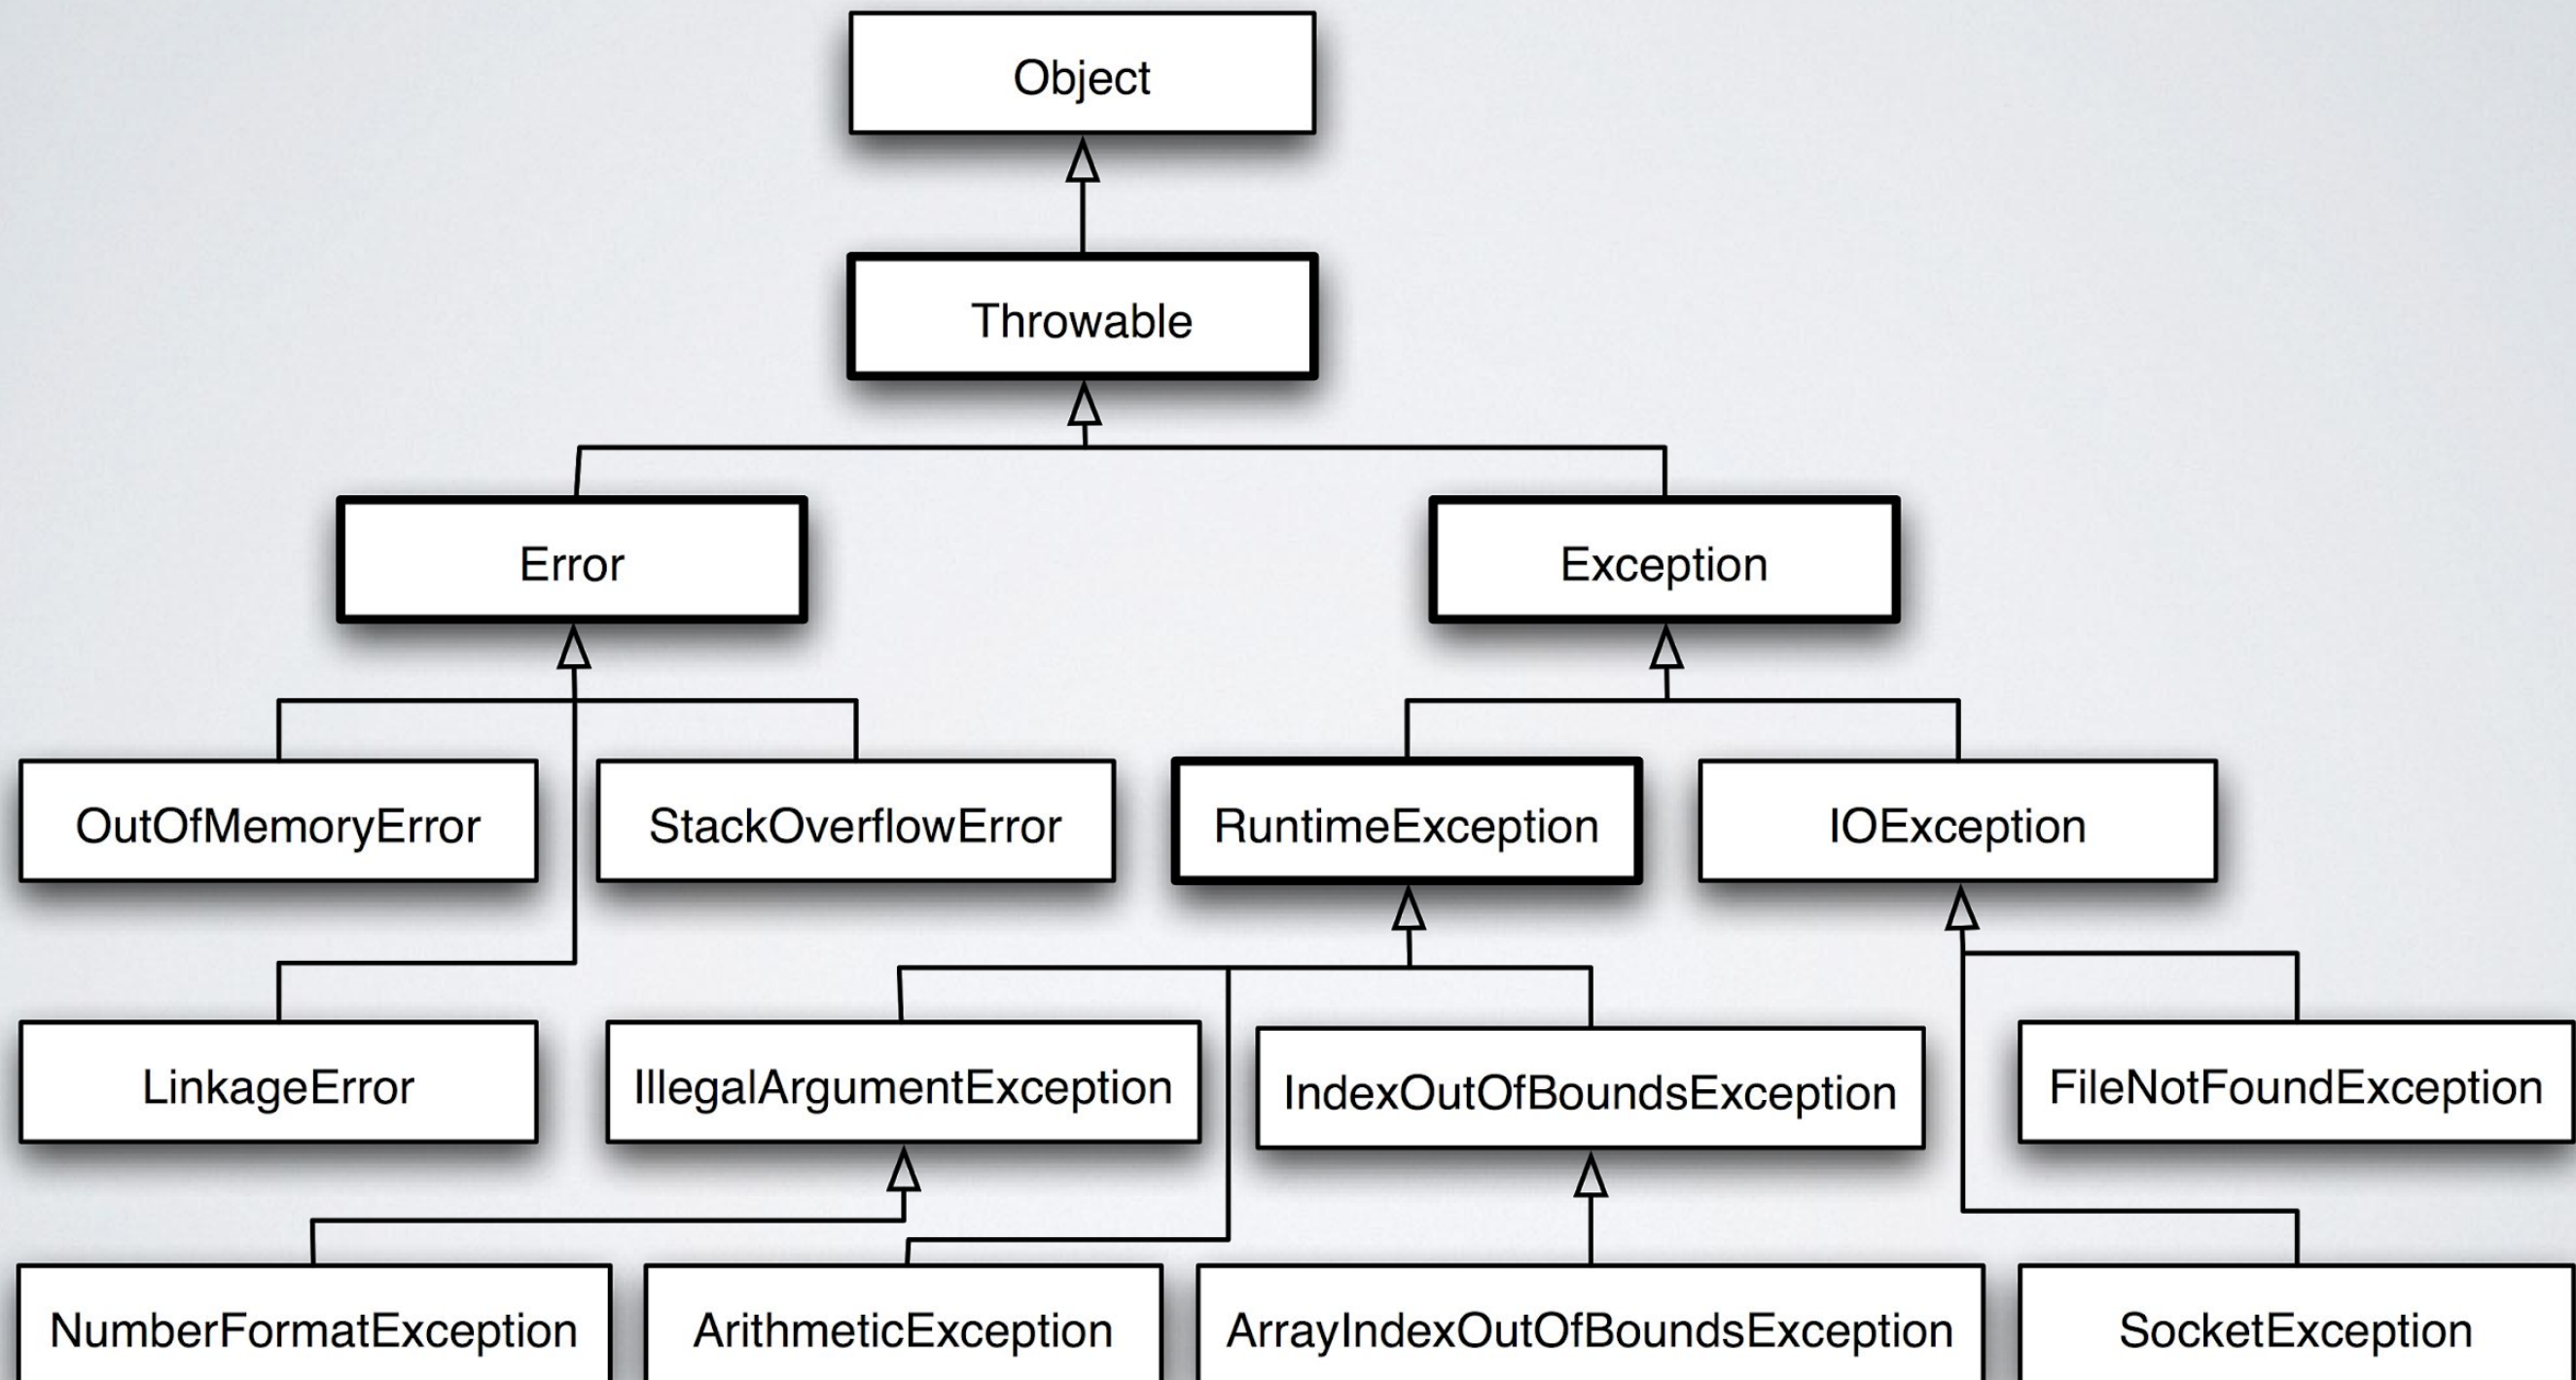 Object
Throwable
Error
Exception
OutOfMemoryError
StackOverflowError
RuntimeException
IOException
LinkageError
IllegalArgumentException
IndexOutOfBoundsException
FileNotFoundException
NumberFormatException
ArithmeticException
ArrayIndexOutOfBoundsException
SocketException